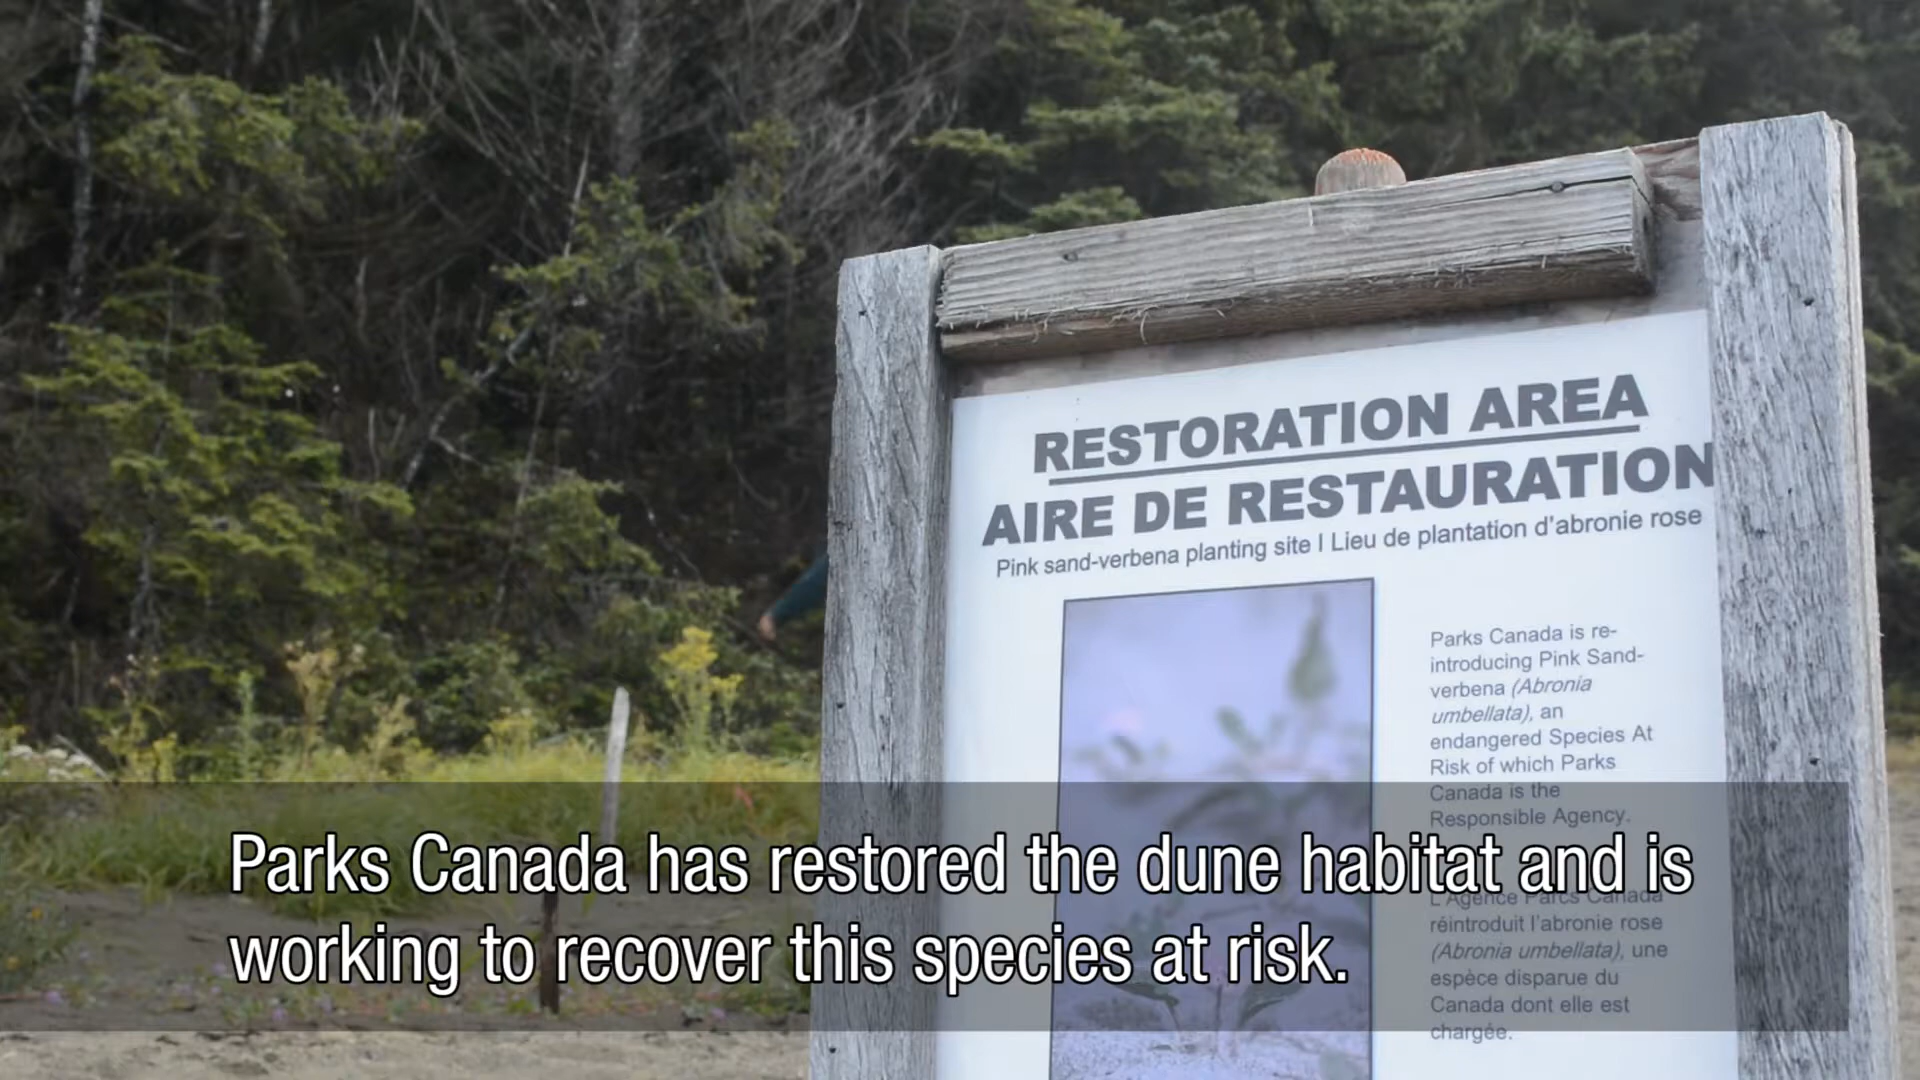 RESTORATION AREA
AIRE DE RESTAURATION
Pink sand-verbena planting site | Lieu de plantation d'abronie rose
Parks Canada is re-
introducing Pink Sand-
verbena (Abronia
umbellata), an
endangered Species At
Risk of which Parks
Canada is the
Responsible Agency.
L'Agence Parcs Canada
réintroduit l'abronie rose
(Abronia umbellata), une
espèce disparue du
Canada dont elle est
chargée.
Parks Canada has restored the dune habitat and is
working to recover this species at risk.